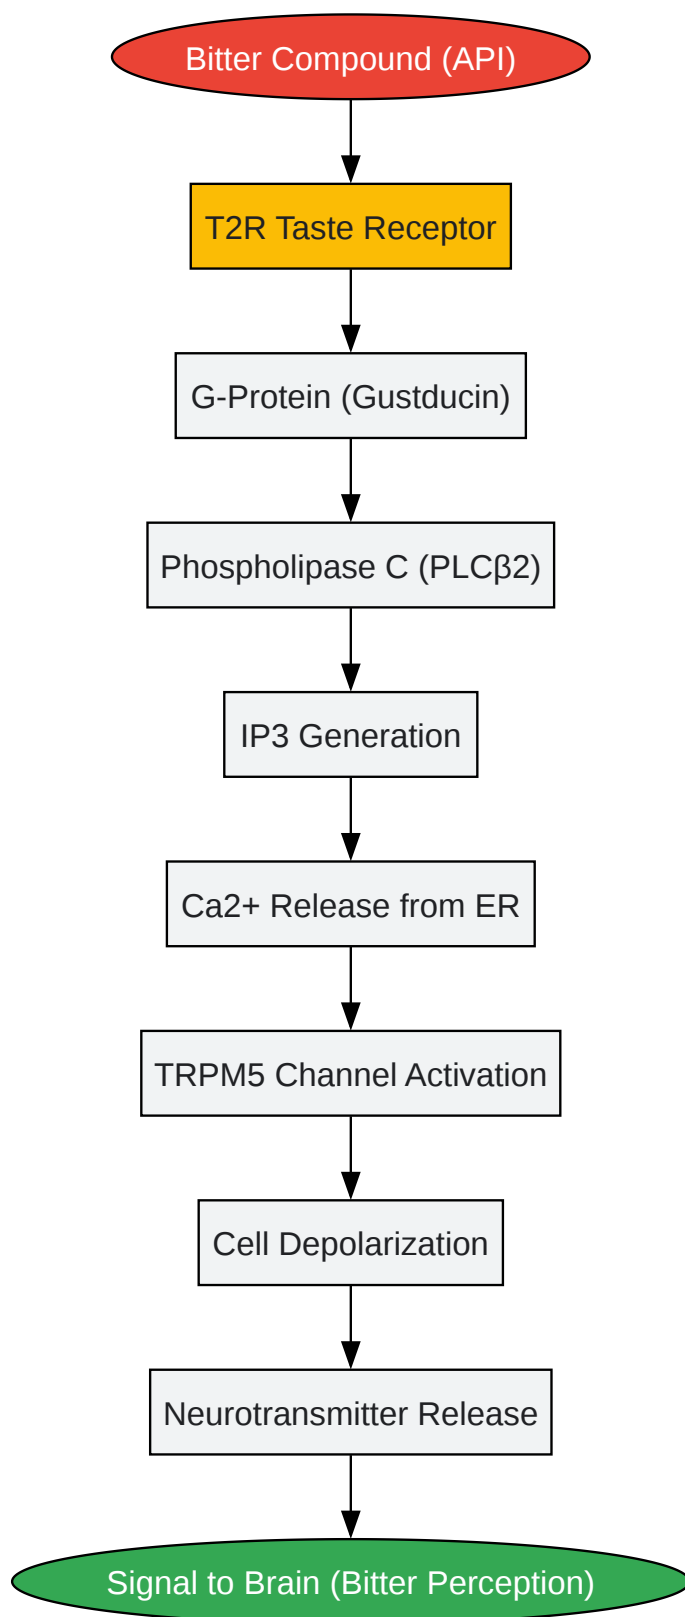 Bitter Compound (API)
T2R Taste Receptor
G-Protein (Gustducin)
Phospholipase C (PLCβ2)
IP3 Generation
Ca2+ Release from ER
TRPM5 Channel Activation
Cell Depolarization
Neurotransmitter Release
Signal to Brain (Bitter Perception)